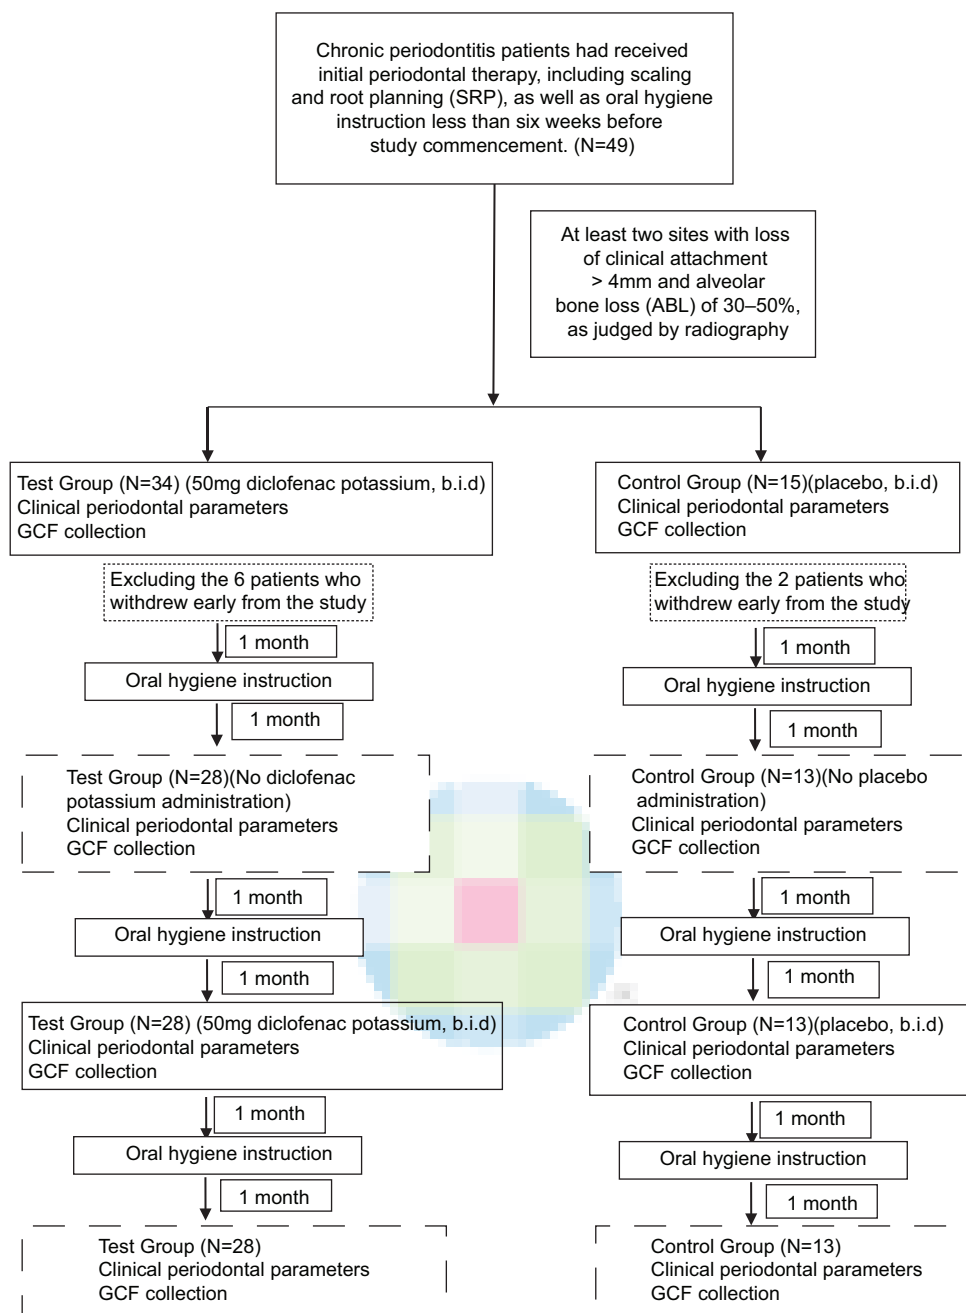 Chronic periodontitis patients had received
initial periodontal therapy, including scaling
and root planning (SRP), as well as oral hygiene
instruction less than six weeks before
study commencement. (N=49)
At least two sites with loss
of clinical attachment
> 4mm and alveolar
bone loss (ABL) of 30–50%,
as judged by radiography
Test Group (N=34) (50mg diclofenac potassium, b.i.d)
Clinical periodontal parameters
GCF collection
Control Group (N=15)(placebo, b.i.d)
Clinical periodontal parameters
GCF collection
Excluding the 6 patients who
withdrew early from the study
Excluding the 2 patients who
withdrew early from the study
1 month
1 month
Oral hygiene instruction
Oral hygiene instruction
1 month
1 month
Test Group (N=28)(No diclofenac
potassium administration)
Clinical periodontal parameters
GCF collection
Control Group (N=13)(No placebo
administration)
Clinical periodontal parameters
GCF collection
1 month
1 month
Oral hygiene instruction
Oral hygiene instruction
1 month
1 month
Test Group (N=28) (50mg diclofenac potassium, b.i.d)
Clinical periodontal parameters
GCF collection
Control Group (N=13)(placebo, b.i.d)
Clinical periodontal parameters
GCF collection
1 month
1 month
Oral hygiene instruction
Oral hygiene instruction
1 month
1 month
Test Group (N=28)
Clinical periodontal parameters
GCF collection
Control Group (N=13)
Clinical periodontal parameters
GCF collection